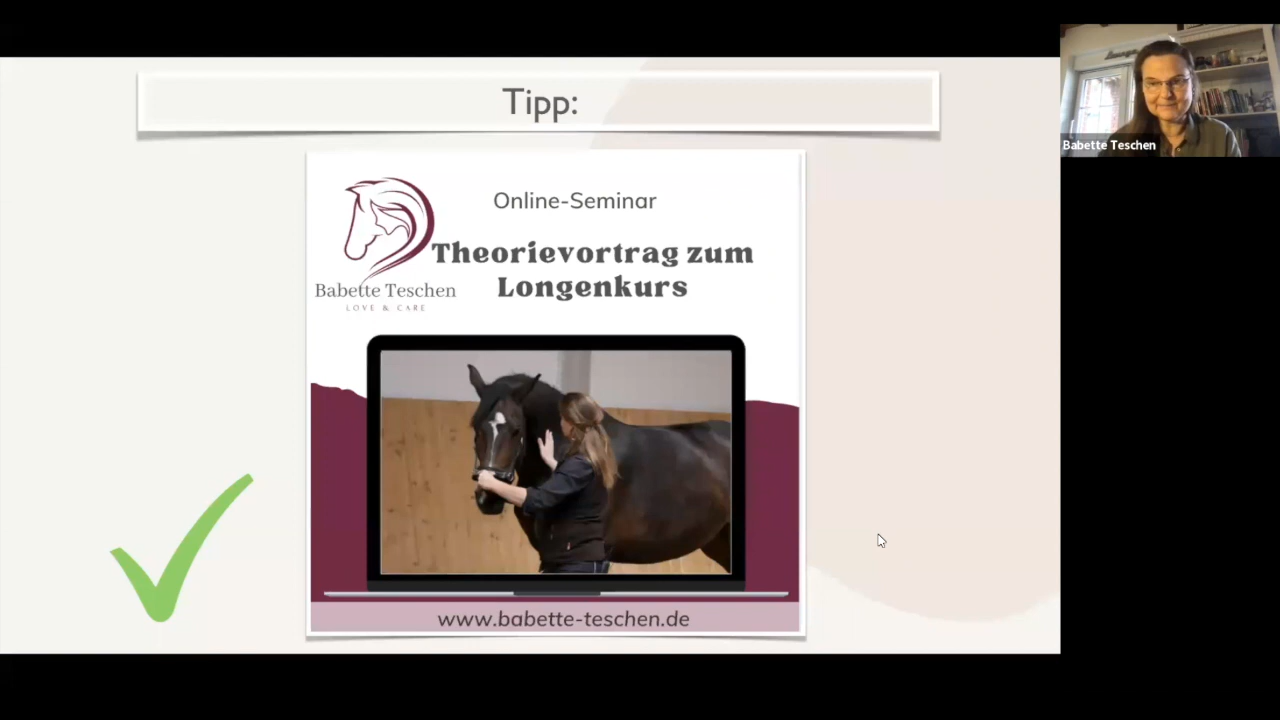 Tipp:
Online-Seminar
Theorievortrag zum
Longenkurs
Babette Teschen
LOVE & CARE
www.babette-teschen.de
Babette Teschen